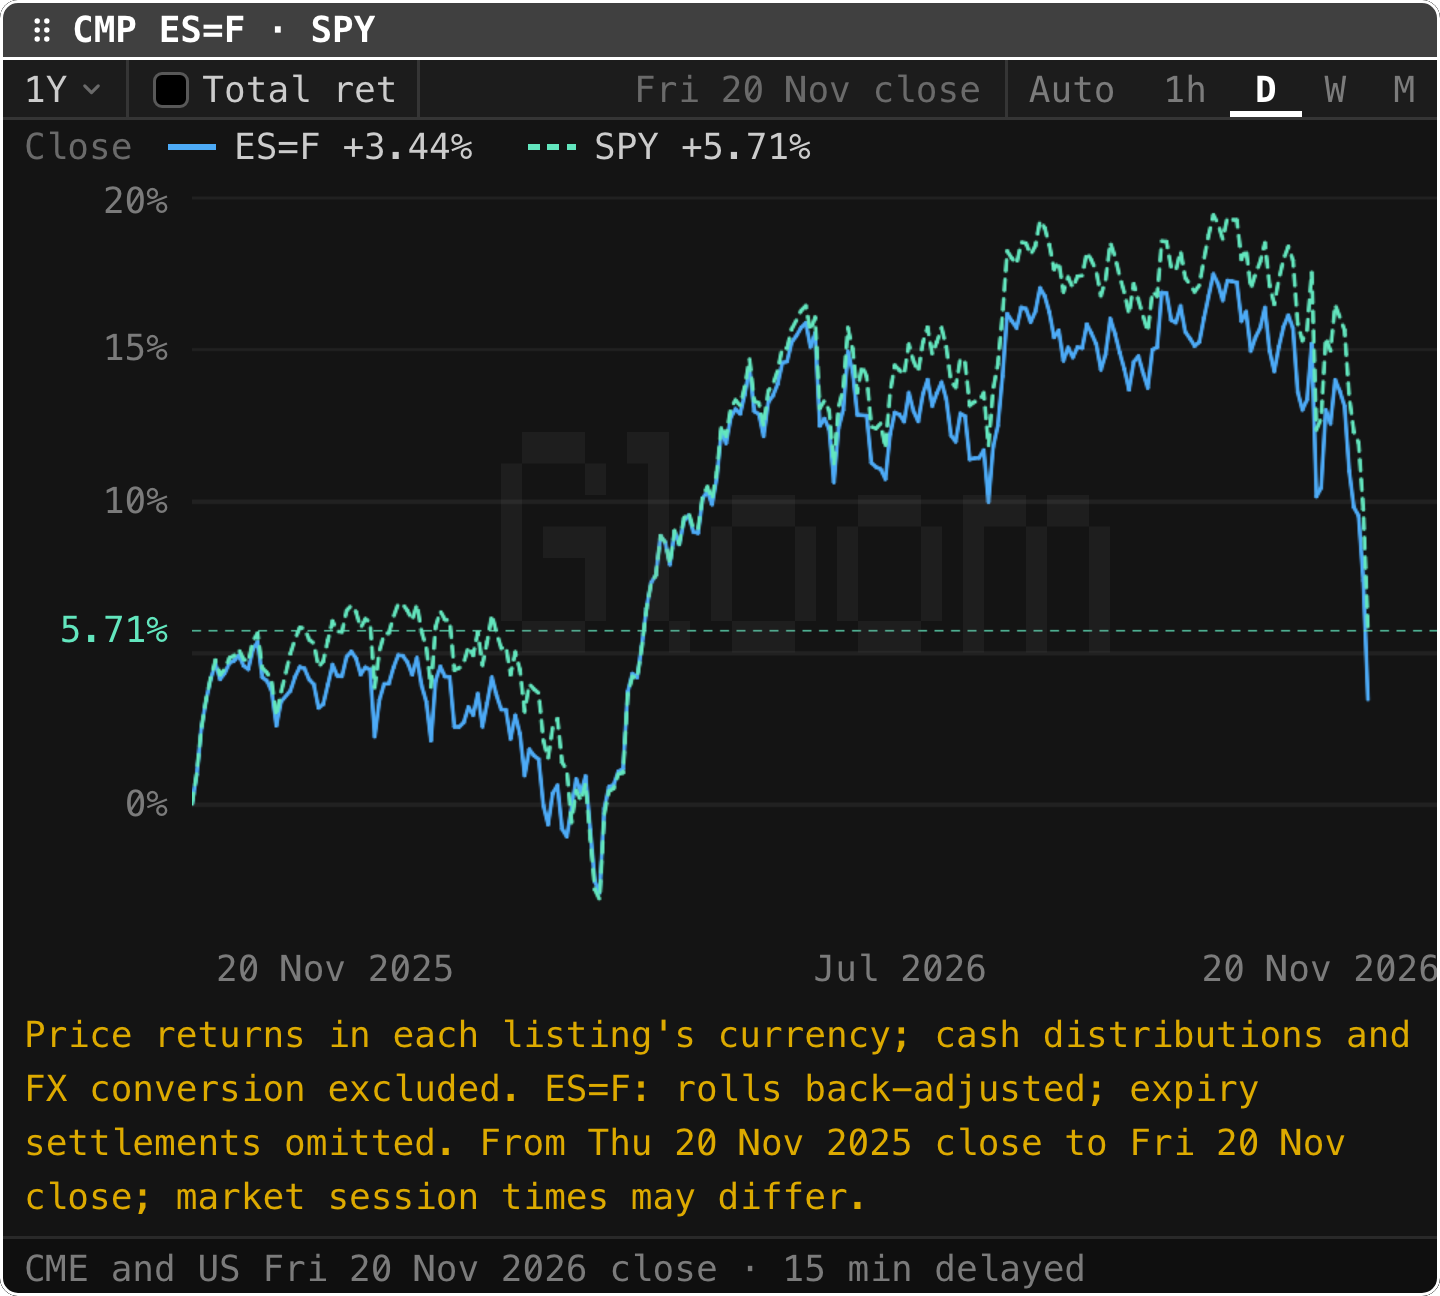 CMP ES=F · SPY
1Y Total ret Fri 20 Nov close Auto 1h D W M
Close ES=F +3.44% SPY +5.71%
20%
15%
10%
5.71%
0%
Gloom
20 Nov 2025 Jul 2026 20 Nov 2026
Price returns in each listing's currency; cash distributions and
FX conversion excluded. ES=F: rolls back-adjusted; expiry
settlements omitted. From Thu 20 Nov 2025 close to Fri 20 Nov
close; market session times may differ.
CME and US Fri 20 Nov 2026 close · 15 min delayed